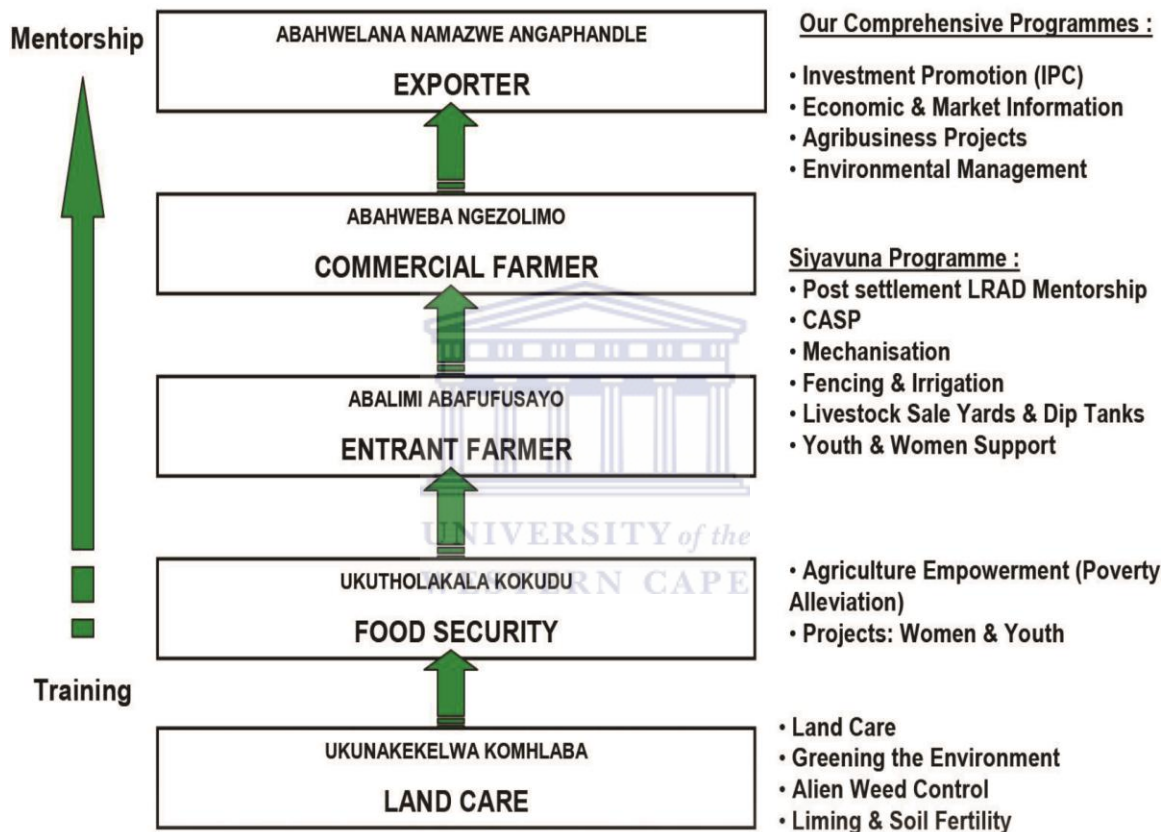 Mentorship
Training
ABAHWELANA NAMAZWE ANGAPHANDLE
EXPORTER
ABAHWEBA NGEZOLIMO
COMMERCIAL FARMER
ABALIMI ABAFUFUSAYO
ENTRANT FARMER
UKUTHOLAKALA KOKUDU
FOOD SECURITY
UKUNAKEKELWA KOMHLABA
LAND CARE
Our Comprehensive Programmes :
• Investment Promotion (IPC)
• Economic & Market Information
• Agribusiness Projects
• Environmental Management
Siyavuna Programme :
• Post settlement LRAD Mentorship
• CASP
• Mechanisation
• Fencing & Irrigation
• Livestock Sale Yards & Dip Tanks
• Youth & Women Support
• Agriculture Empowerment (Poverty
Alleviation)
• Projects: Women & Youth
• Land Care
• Greening the Environment
• Alien Weed Control
• Liming & Soil Fertility
UNIVERSITY of the
WESTERN CAPE